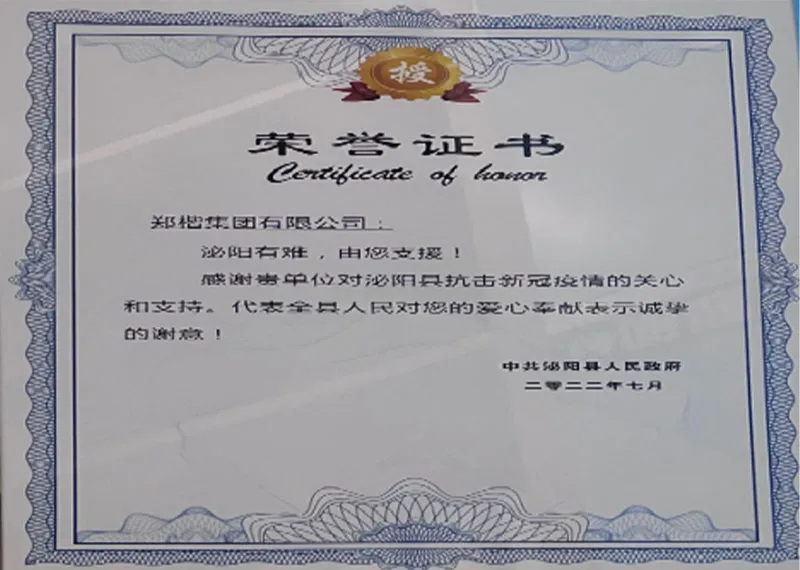 授
荣誉证书
Certificate of honor
郑楷集团有限公司：
泌阳有难，由您支援！
感谢贵单位对泌阳县抗击新冠疫情的关心
和支持。代表全县人民对您的爱心奉献表示诚挚
的谢意！
中共泌阳县人民政府
二零二二年七月